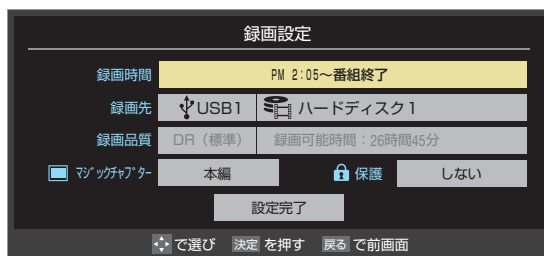 録画設定
録画時間 PM 2:05～番組終了
録画先 USB1 ハードディスク1
録画品質 DR（標準） 録画可能時間：26時間45分
マジックチャプター 本編 保護 しない
設定完了
で選び 決定 を押す 戻る で前画面